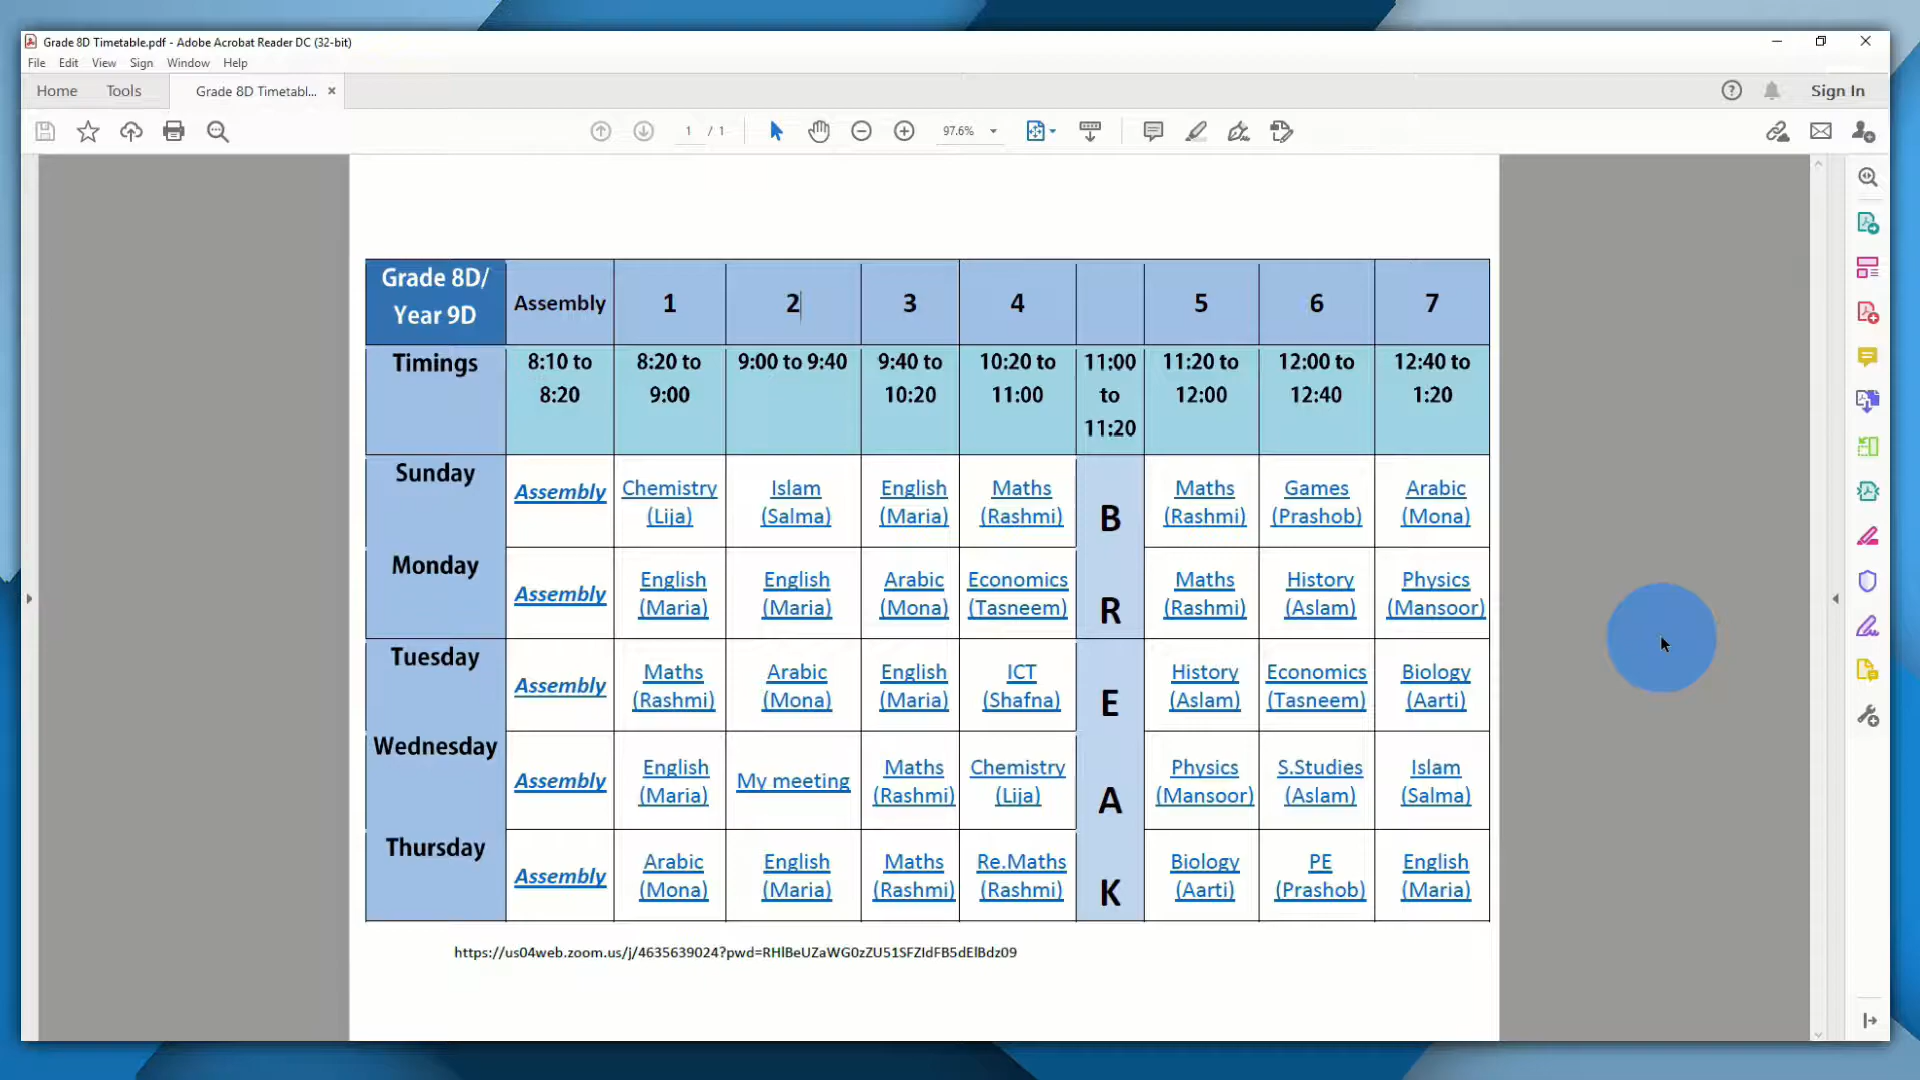 Grade 8D Timetable.pdf - Adobe Acrobat Reader DC (32-bit)
File Edit View Sign Window Help
Home Tools Grade 8D Timetabl... Sign In
1 / 1 97.6%
Grade 8D/ Assembly 1 2 3 4 5 6 7
Year 9D
Timings 8:10 to 8:20 to 9:00 to 9:40 9:40 to 10:20 to 11:00 11:20 to 12:00 to 12:40 to
8:20 9:00 10:20 11:00 to 12:00 12:40 1:20
11:20
Sunday Assembly Chemistry Islam English Maths B Maths Games Arabic
(Lija) (Salma) (Maria) (Rashmi) (Rashmi) (Prashob) (Mona)
Monday Assembly English English Arabic Economics R Maths History Physics
(Maria) (Maria) (Mona) (Tasneem) (Rashmi) (Aslam) (Mansoor)
Tuesday Assembly Maths Arabic English ICT E History Economics Biology
(Rashmi) (Mona) (Maria) (Shafna) (Aslam) (Tasneem) (Aarti)
Wednesday Assembly English My meeting Maths Chemistry A Physics S.Studies Islam
(Maria) (Rashmi) (Lija) (Mansoor) (Aslam) (Salma)
Thursday Assembly Arabic English Maths Re.Maths K Biology PE English
(Mona) (Maria) (Rashmi) (Rashmi) (Aarti) (Prashob) (Maria)
https://us04web.zoom.us/j/4635639024?pwd=RHlBeUZaWG0zZU51SFZIdFB5dElBdz09